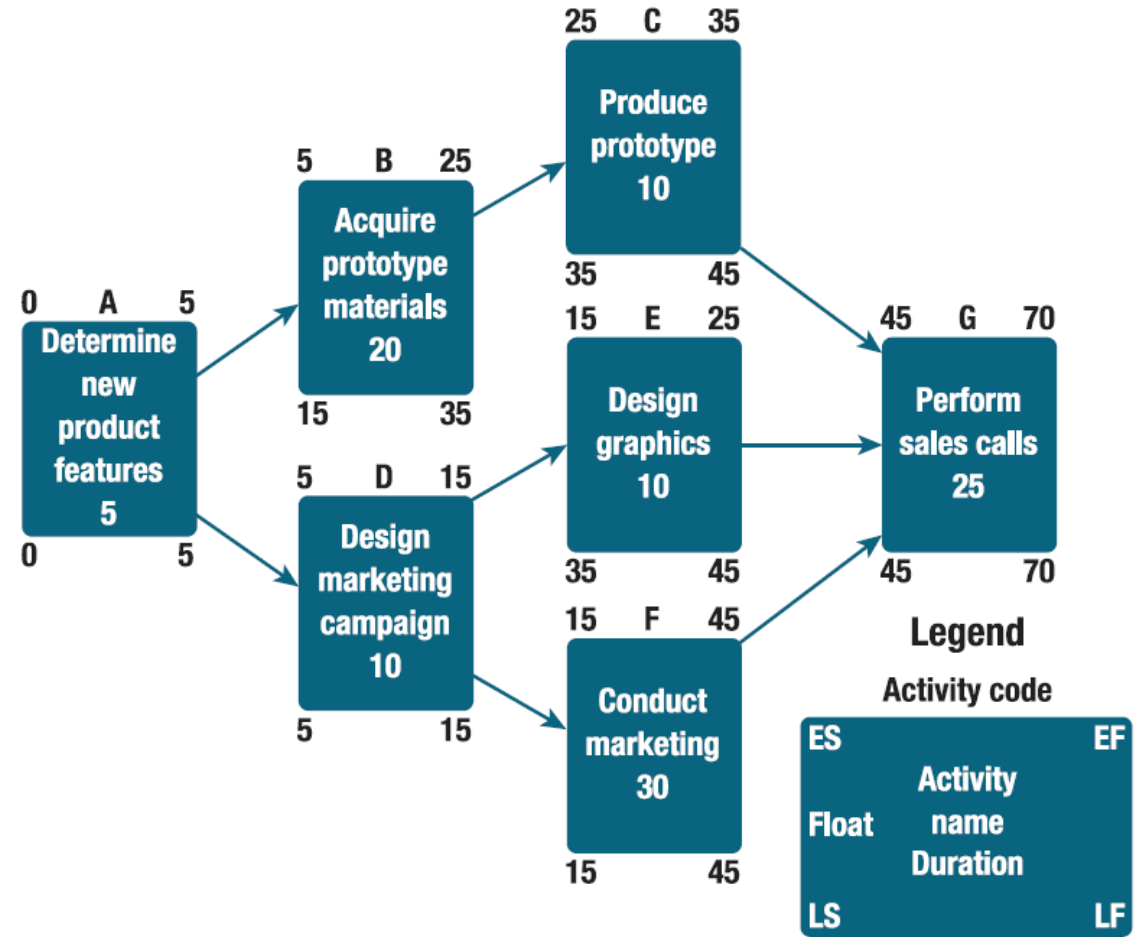 0 A 5
Determine
new
product
features
5
0 5
5 B 25
Acquire
prototype
materials
20
15 35
5 D 15
Design
marketing
campaign
10
5 15
25 C 35
Produce
prototype
10
35 45
15 E 25
Design
graphics
10
35 45
15 F 45
Conduct
marketing
30
15 45
45 G 70
Perform
sales calls
25
45 70
Legend
Activity code
ES EF
Activity
Float name
Duration
LS LF